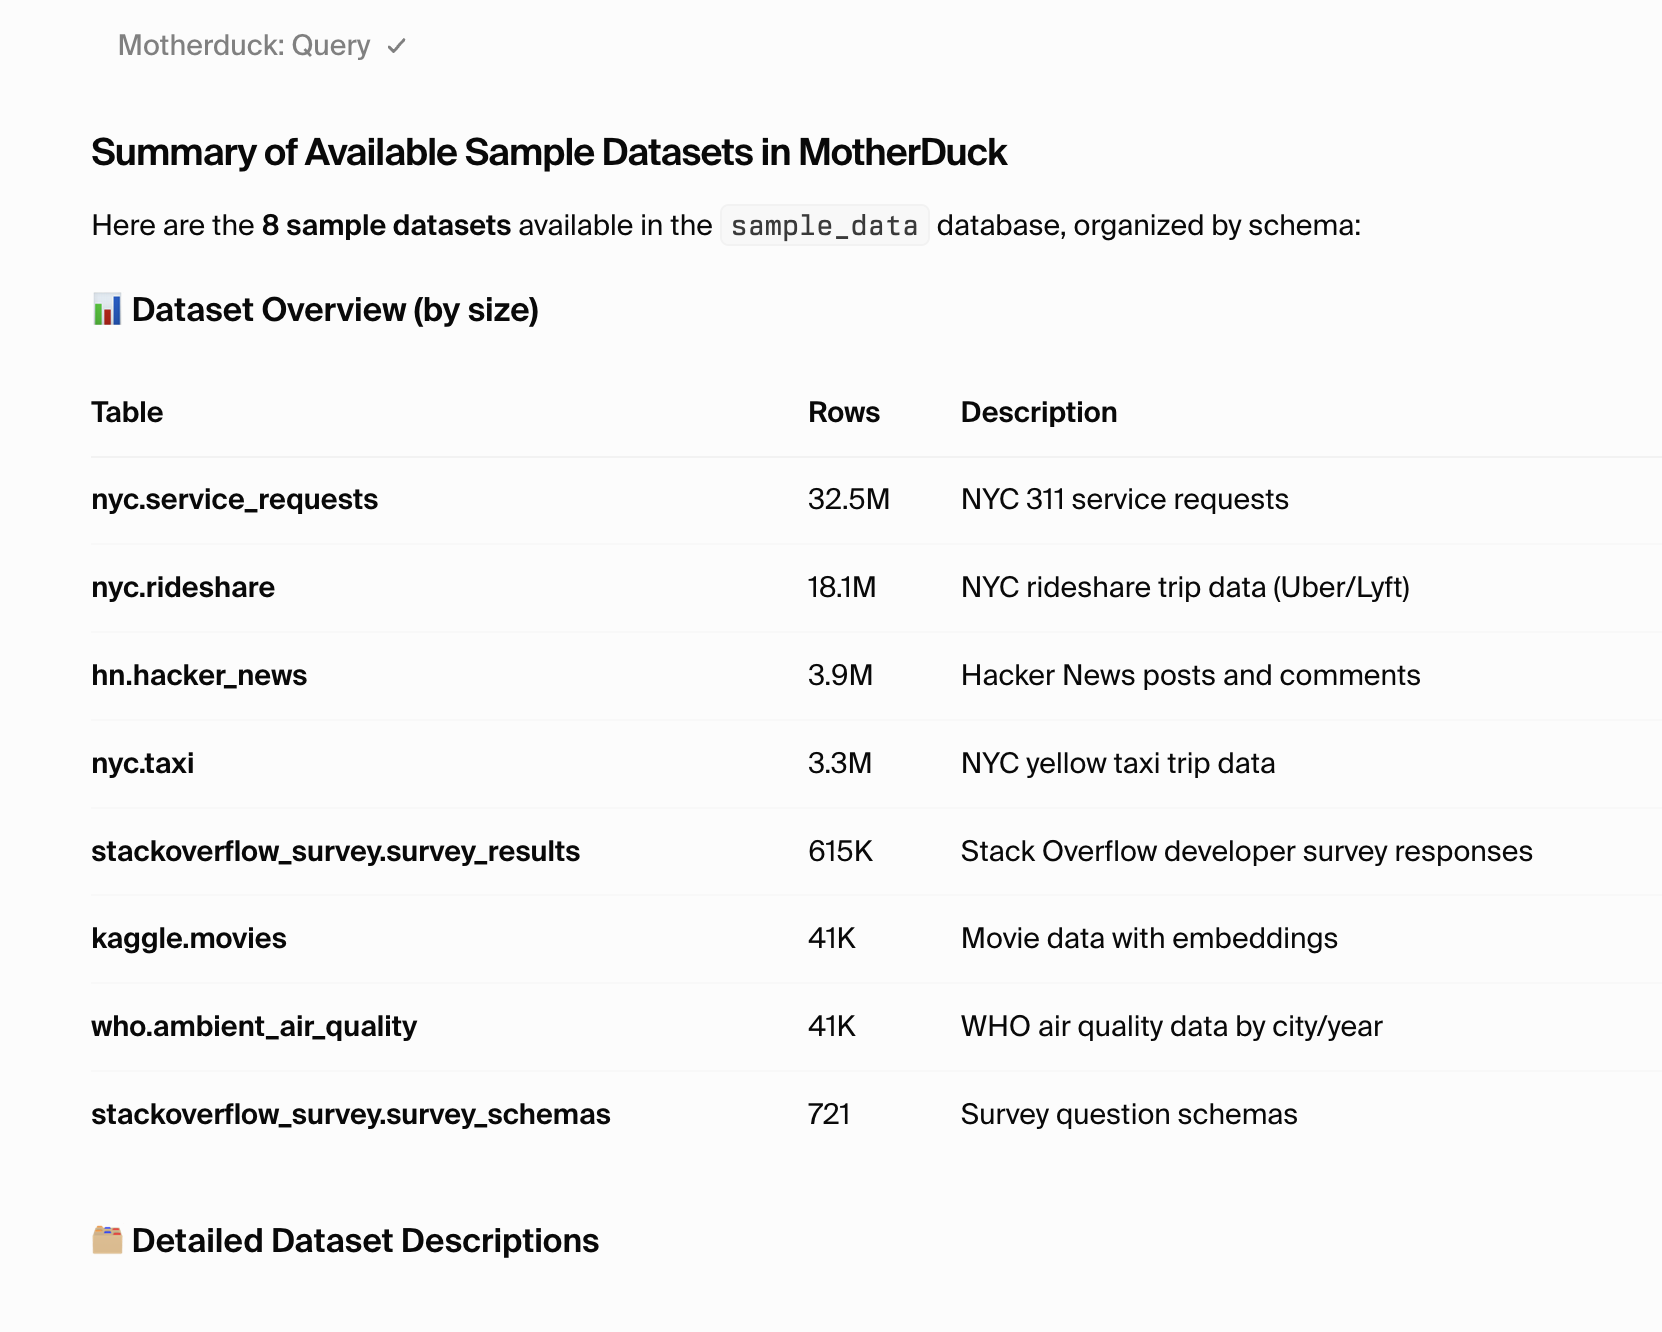 Motherduck: Query ✓
Summary of Available Sample Datasets in MotherDuck
Here are the 8 sample datasets available in the sample_data database, organized by schema:
📊 Dataset Overview (by size)
Table Rows Description
nyc.service_requests 32.5M NYC 311 service requests
nyc.rideshare 18.1M NYC rideshare trip data (Uber/Lyft)
hn.hacker_news 3.9M Hacker News posts and comments
nyc.taxi 3.3M NYC yellow taxi trip data
stackoverflow_survey.survey_results 615K Stack Overflow developer survey responses
kaggle.movies 41K Movie data with embeddings
who.ambient_air_quality 41K WHO air quality data by city/year
stackoverflow_survey.survey_schemas 721 Survey question schemas
🗂️ Detailed Dataset Descriptions